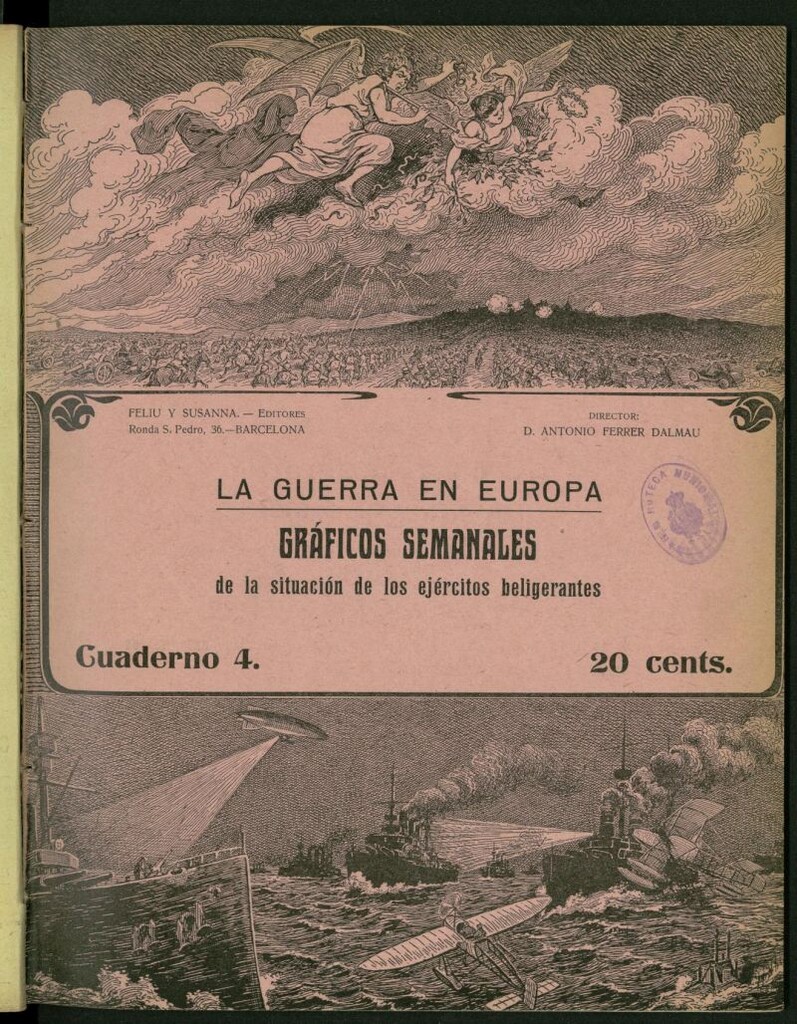 FELIU Y SUSANNA. — EDITORES
Ronda S. Pedro, 36.—BARCELONA
DIRECTOR:
D. ANTONIO FERRER DALMAU
LA GUERRA EN EUROPA
GRÁFICOS SEMANALES
de la situación de los ejércitos beligerantes
Cuaderno 4.
20 cents.